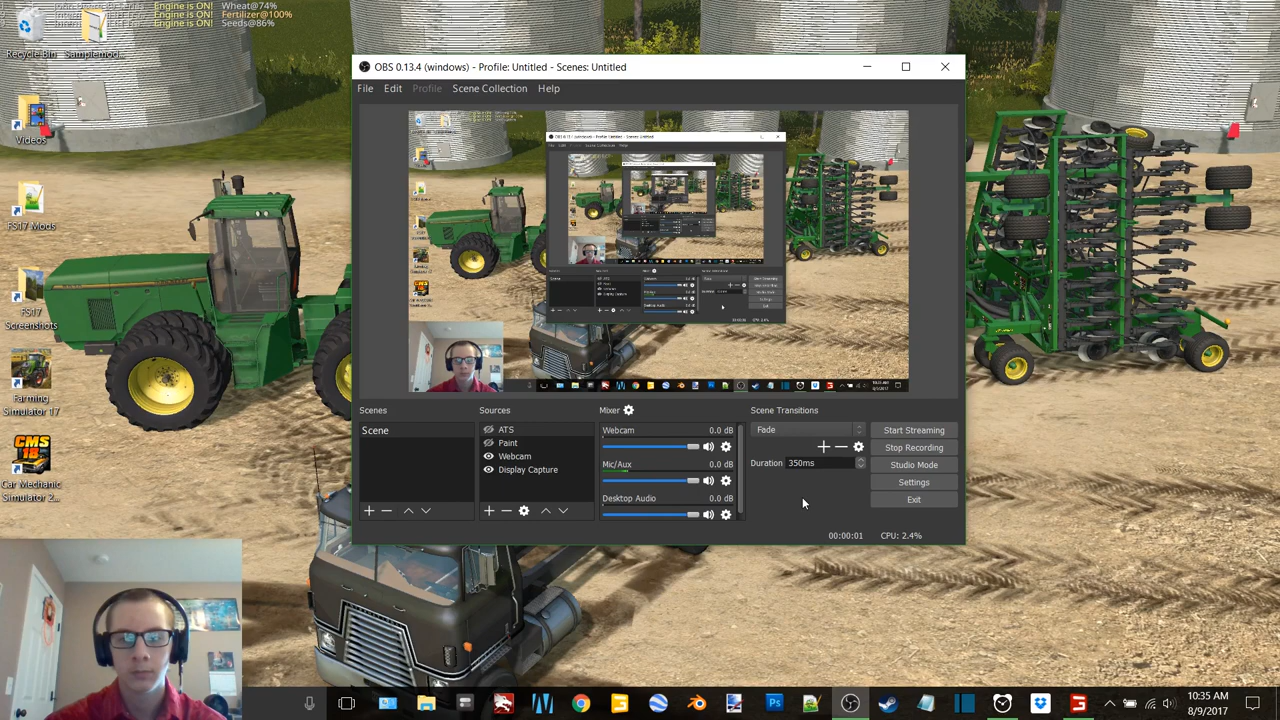 Engine is ON! Wheat@74%
Engine is ON! Fertilizer@100%
Engine is ON! Seeds@86%
Recycle Bin
Samplemod...
Videos
FS17 Mods
FS17
Screenshots
Farming
Simulator 17
Car Mechanic
Simulator 2...
OBS 0.13.4 (windows) - Profile: Untitled - Scenes: Untitled
File Edit Profile Scene Collection Help
Scenes
Scene
Sources
ATS
Paint
Webcam
Display Capture
Mixer
Webcam 0.0 dB
Mic/Aux 0.0 dB
Desktop Audio 0.0 dB
Scene Transitions
Fade
Duration 350ms
Start Streaming
Stop Recording
Studio Mode
Settings
Exit
00:00:01 CPU: 2.4%
10:35 AM
8/9/2017